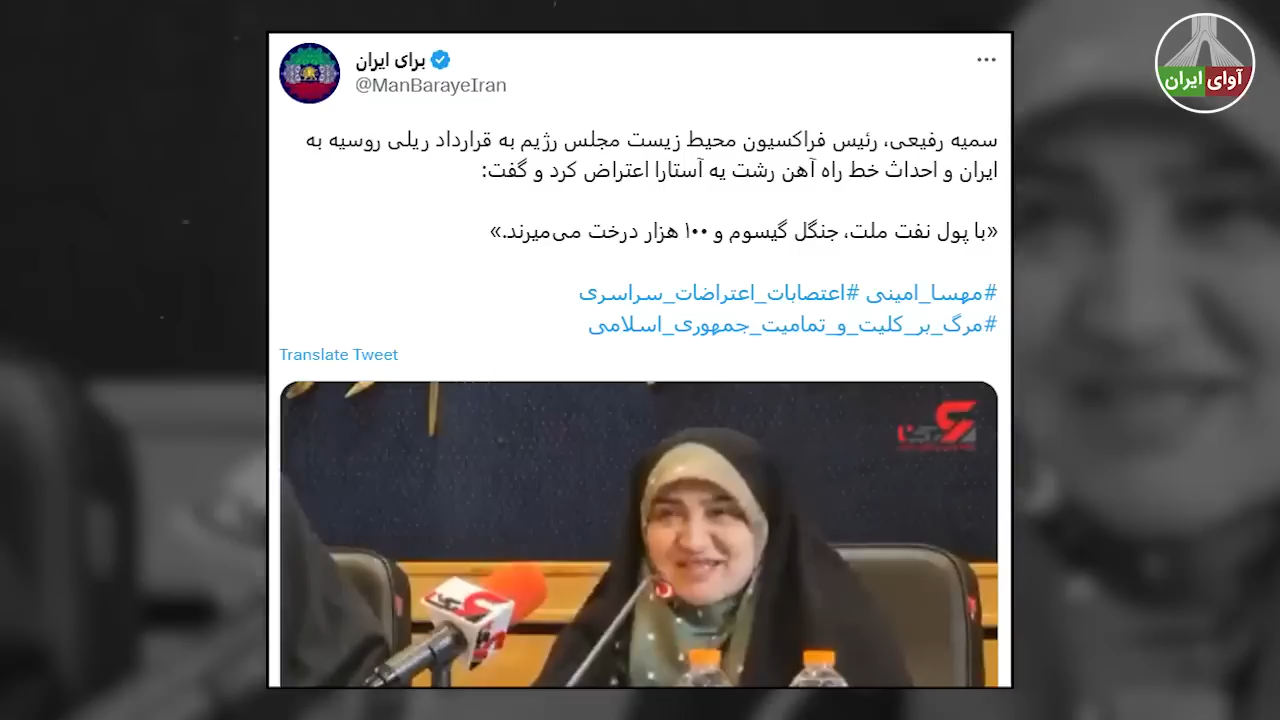 آوای ایران
برای ایران
@ManBarayeIran
سمیه رفیعی، رئیس فراکسیون محیط زیست مجلس رژیم به قرارداد ریلی روسیه به
ایران و احداث خط راه آهن رشت یه آستارا اعتراض کرد و گفت:
«با پول نفت ملت، جنگل گیسوم و ۱۰۰ هزار درخت می‌میرند.»
#مهسا_امینی #اعتصابات_اعتراضات_سراسری
#مرگ_بر_کلیت_و_تمامیت_جمهوری_اسلامی
Translate Tweet